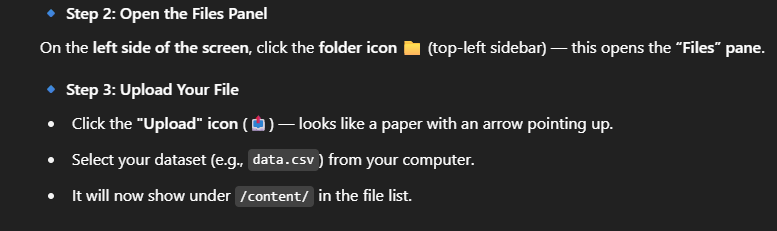 🔹 Step 2: Open the Files Panel
On the left side of the screen, click the folder icon 📁 (top-left sidebar) — this opens the “Files” pane.
🔹 Step 3: Upload Your File
• Click the "Upload" icon (📤) — looks like a paper with an arrow pointing up.
• Select your dataset (e.g., data.csv) from your computer.
• It will now show under /content/ in the file list.